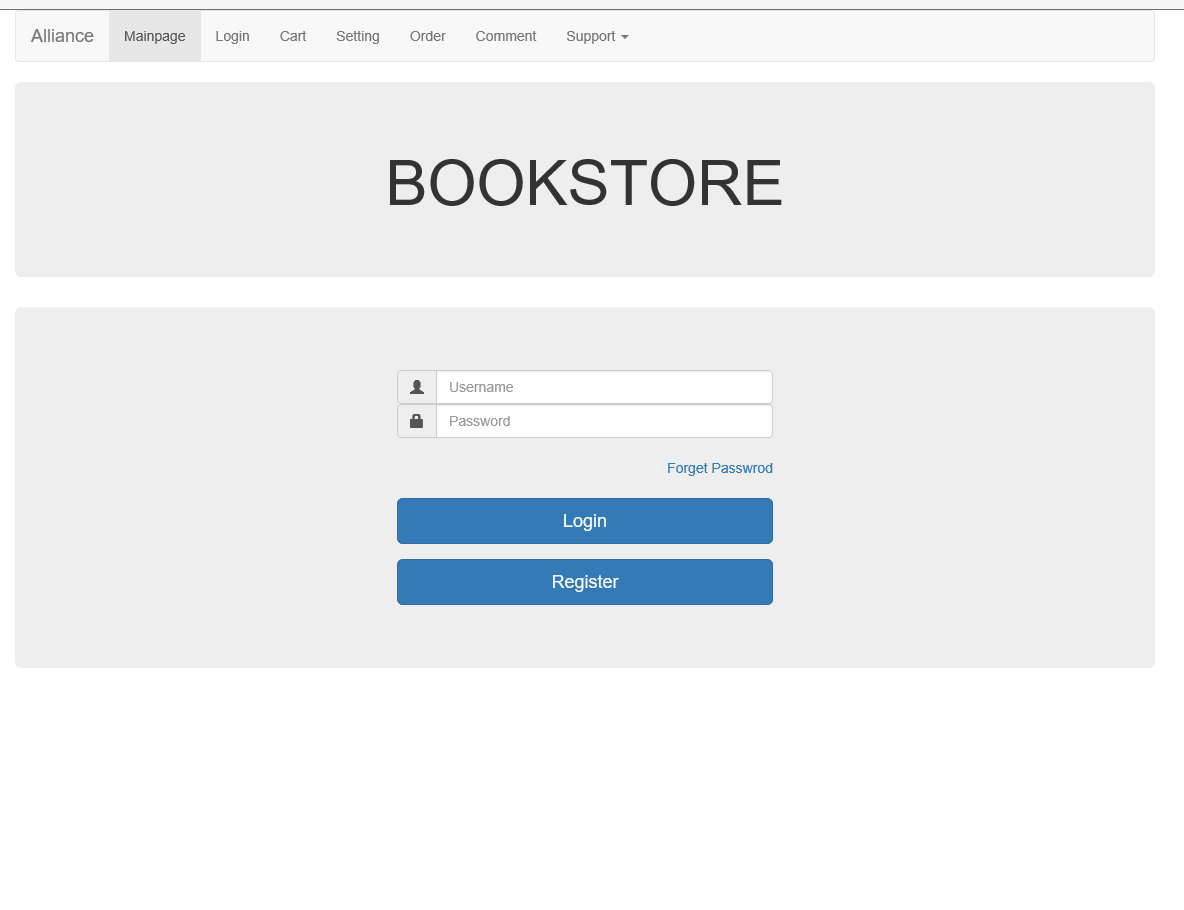 Alliance Mainpage Login Cart Setting Order Comment Support
BOOKSTORE
Username
Password
Forget Passwrod
Login
Register